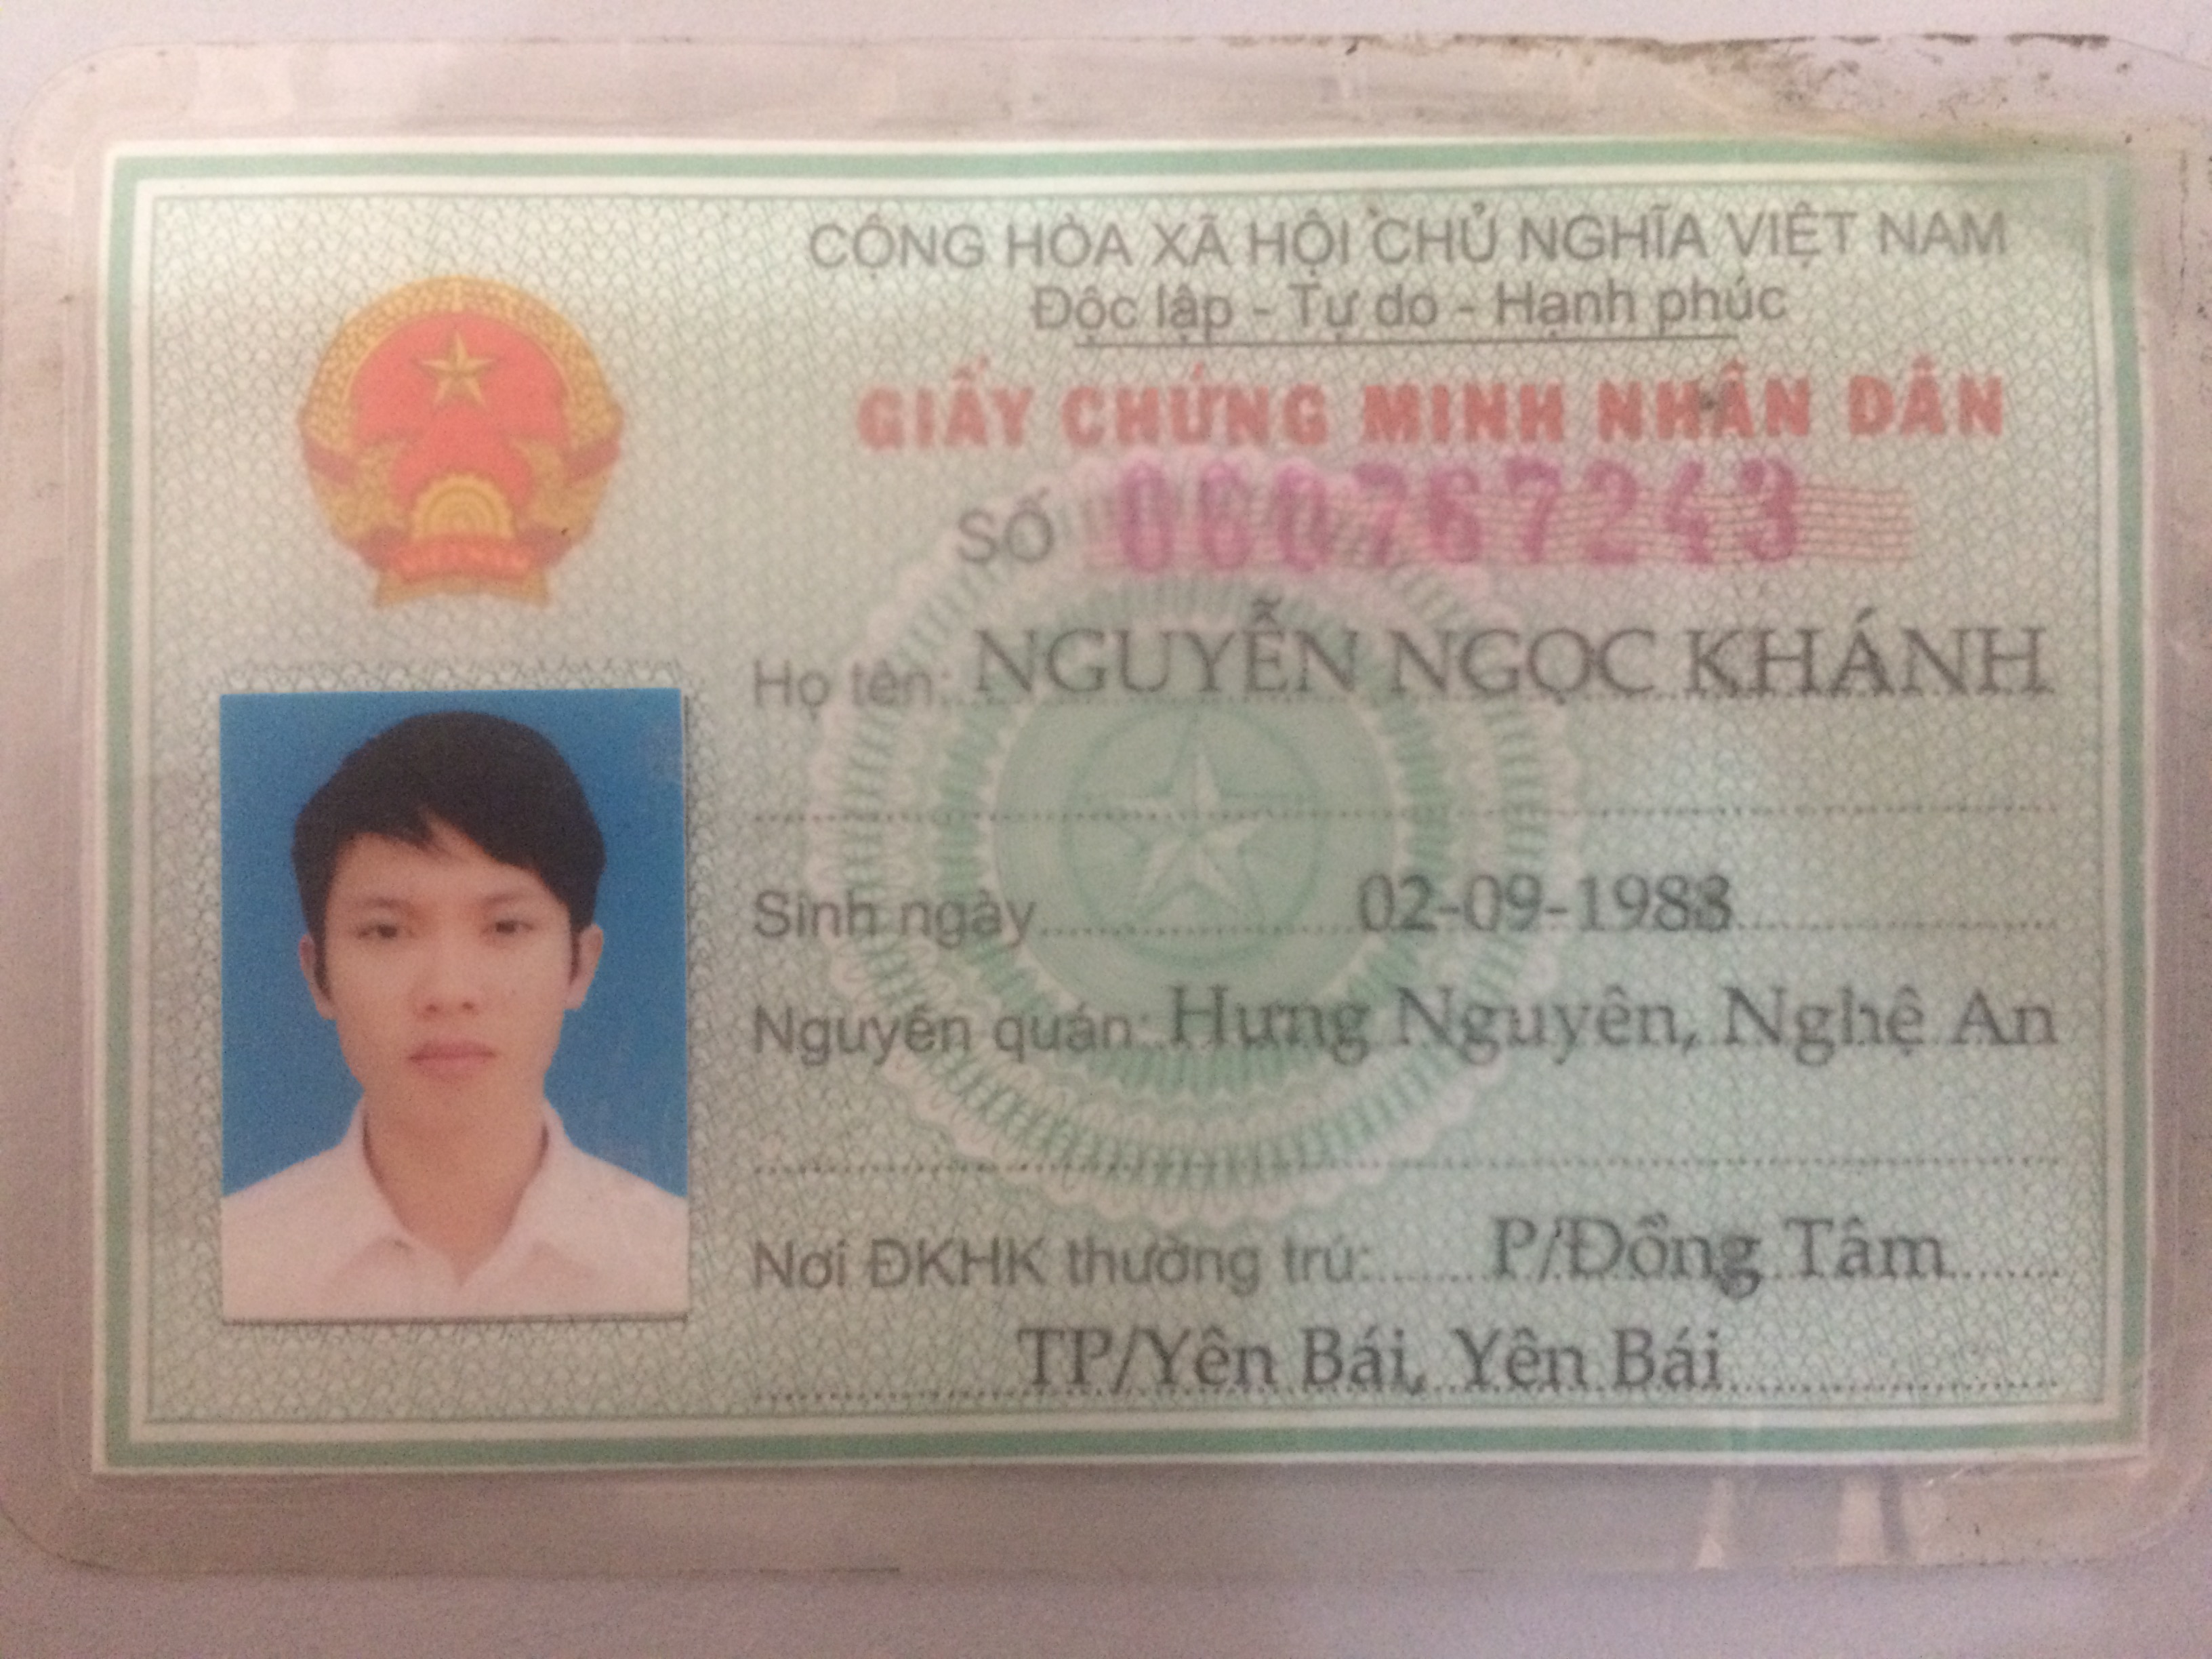 CỘNG HÒA XÃ HỘI CHỦ NGHĨA VIỆT NAM
Độc lập - Tự do - Hạnh phúc
GIẤY CHỨNG MINH NHÂN DÂN
SỐ 060767243
Họ tên: NGUYỄN NGỌC KHÁNH
Sinh ngày 02-09-1988
Nguyên quán: Hưng Nguyên, Nghệ An
Nơi ĐKHK thường trú: P/Đồng Tâm
TP/Yên Bái, Yên Bái